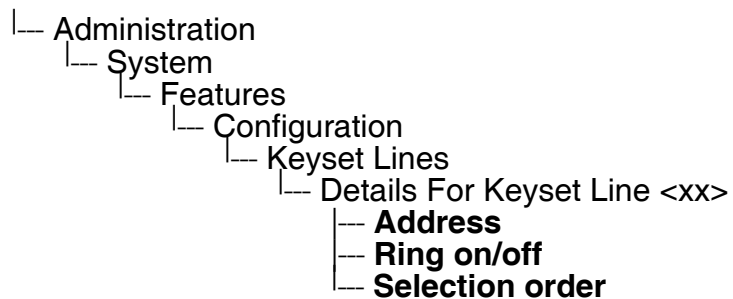 |--- Administration
|--- System
|--- Features
|--- Configuration
|--- Keyset Lines
|--- Details For Keyset Line <xx>
|--- Address
|--- Ring on/off
|--- Selection order